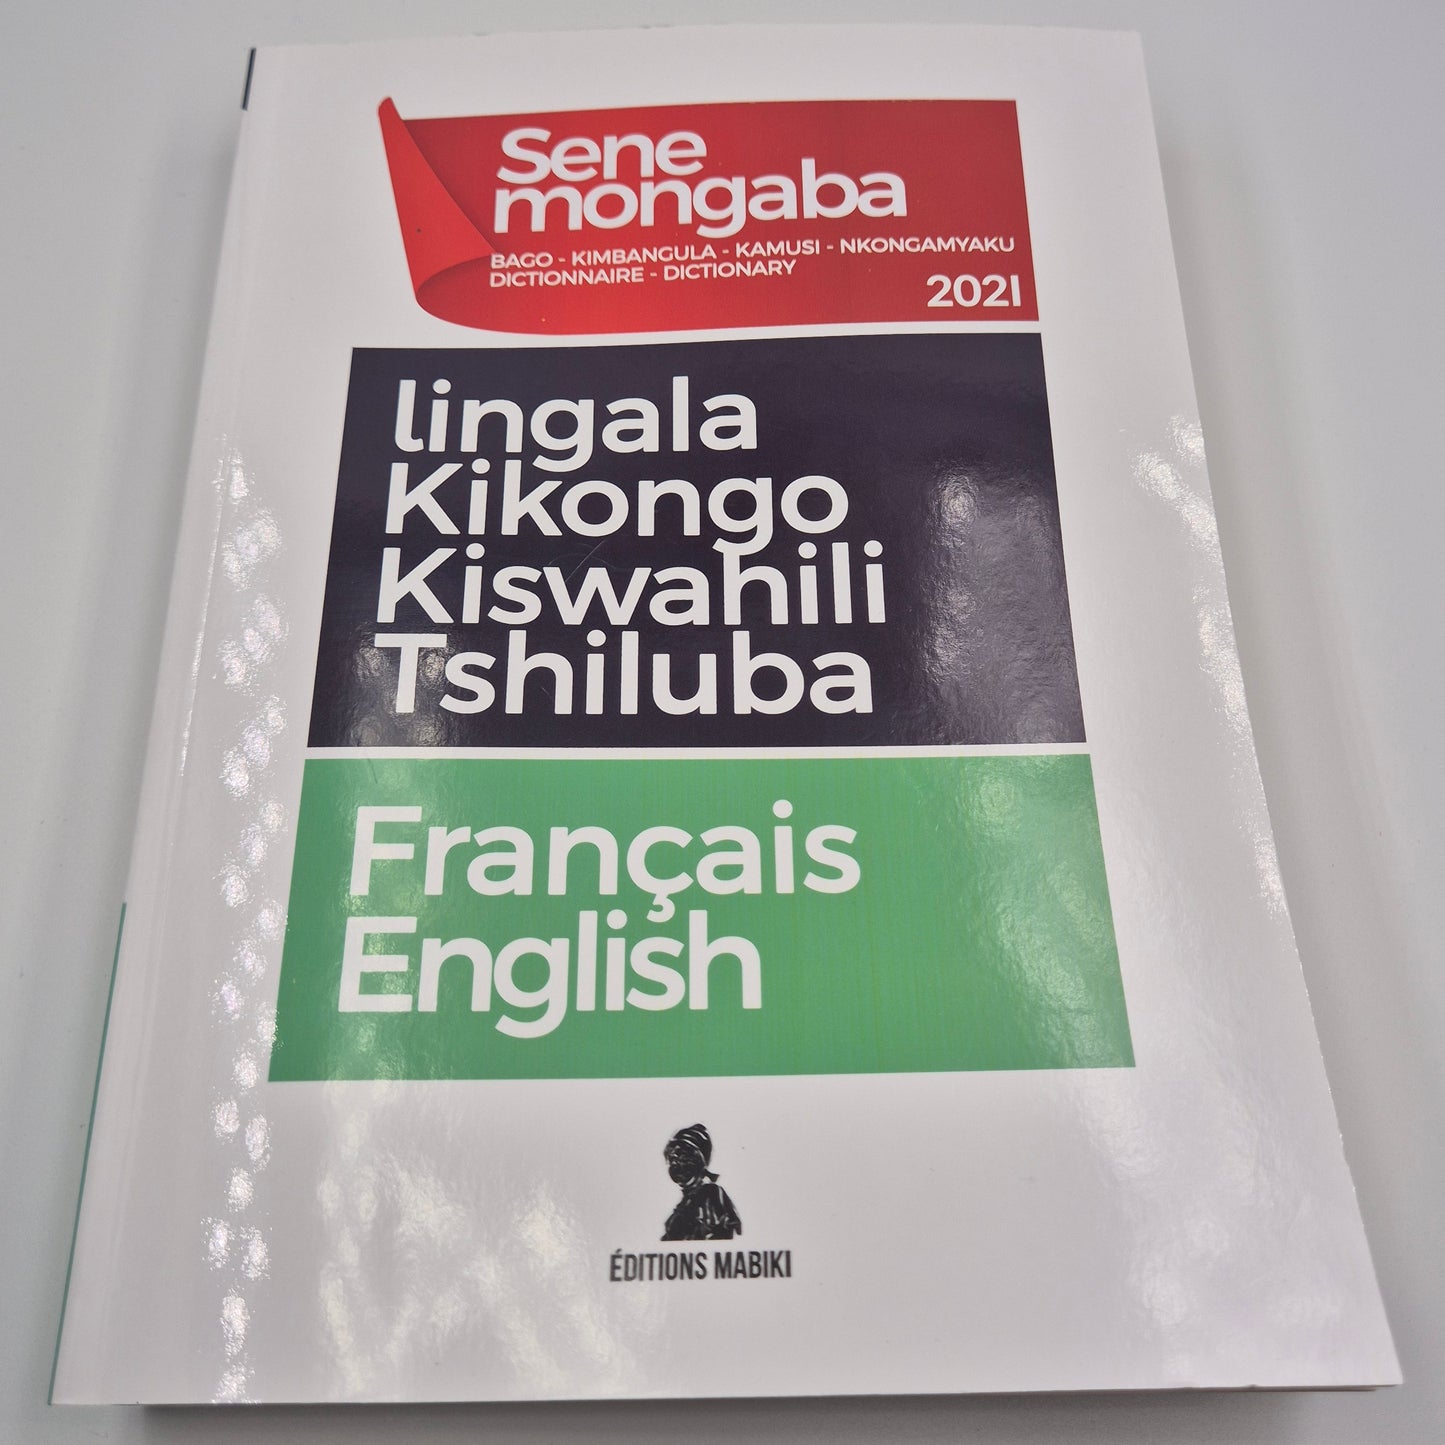 Sene
mongaba
BAGO - KIMBANGULA - KAMUSI - NKONGAMYAKU
DICTIONNAIRE - DICTIONARY
2021
lingala
Kikongo
Kiswahili
Tshiluba
Français
English
ÉDITIONS MABIKI